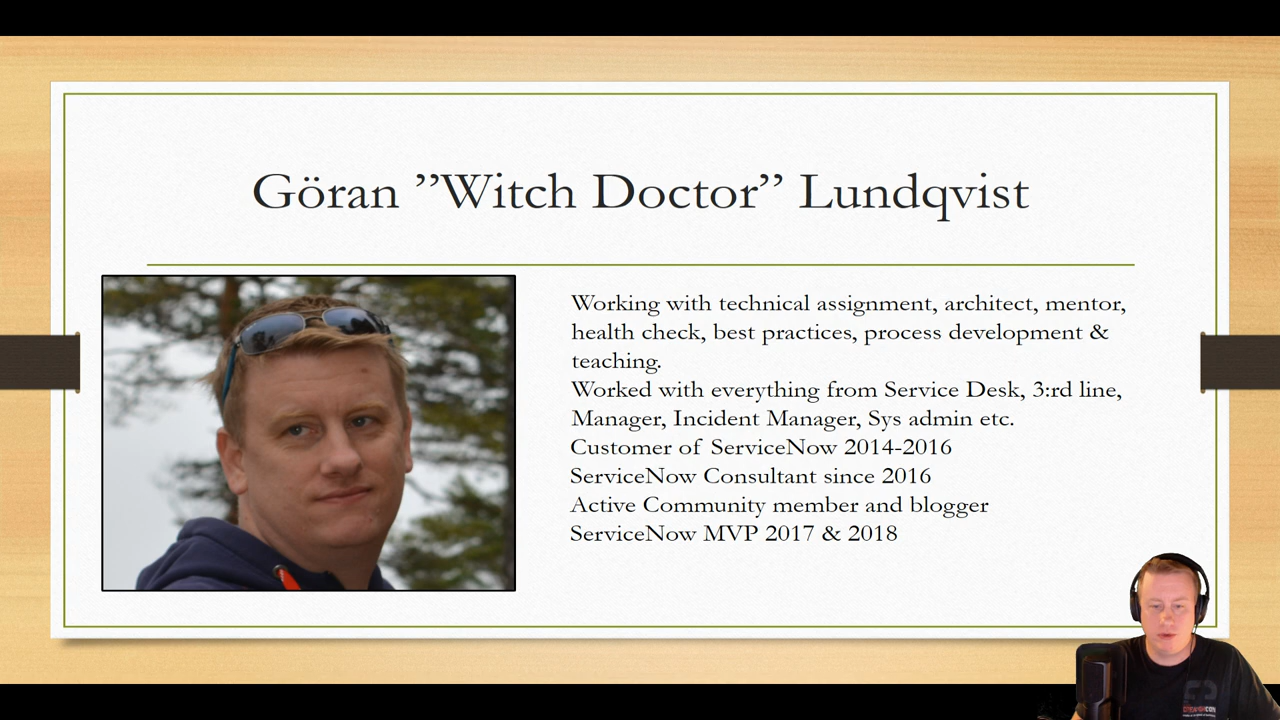 Göran ”Witch Doctor” Lundqvist
Working with technical assignment, architect, mentor,
health check, best practices, process development &
teaching.
Worked with everything from Service Desk, 3:rd line,
Manager, Incident Manager, Sys admin etc.
Customer of ServiceNow 2014-2016
ServiceNow Consultant since 2016
Active Community member and blogger
ServiceNow MVP 2017 & 2018